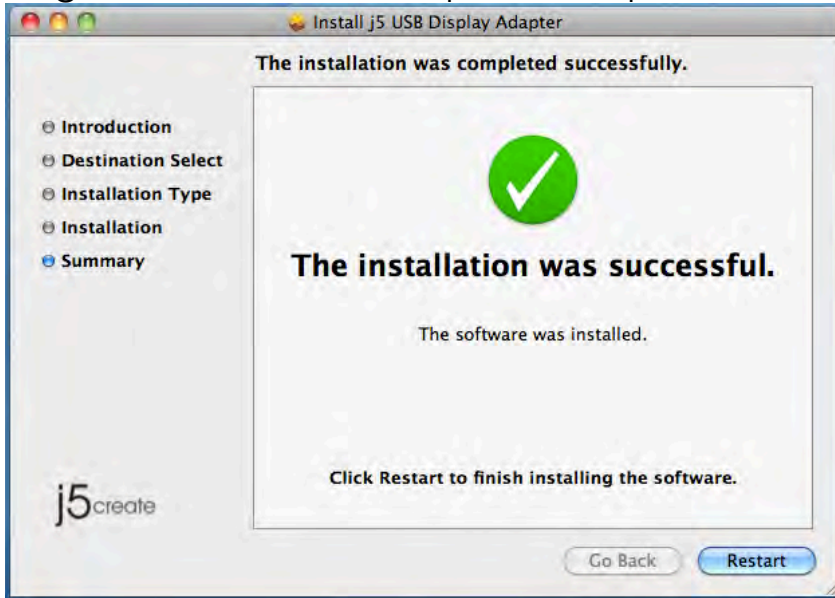 Install j5 USB Display Adapter
The installation was completed successfully.
Introduction
Destination Select
Installation Type
Installation
Summary
The installation was successful.
The software was installed.
Click Restart to finish installing the software.
j5create
Go Back
Restart